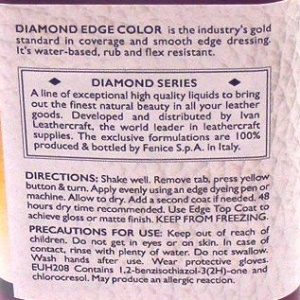 DIAMOND EDGE COLOR is the industry's gold
standard in coverage and smooth edge dressing.
It's water-based, rub and flex resistant.
DIAMOND SERIES
A line of exceptional high quality liquids to bring
out the finest natural beauty in all your leather
goods. Developed and distributed by Ivan
Leathercraft, the world leader in leathercraft
supplies. The exclusive formulations are 100%
produced & bottled by Fenice S.p.A. In Italy.
DIRECTIONS: Shake well. Remove tab, press yellow
button & turn. Apply evenly using an edge dyeing pen or
machine. Allow to dry. Add a second coat if needed. 48
hours dry time recommended. Use Edge Top Coat to
achieve gloss or matte finish. KEEP FROM FREEZING.
PRECAUTIONS FOR USE: Keep out of reach of
children. Do not get in eyes or on skin. In case of
contact, rinse with plenty of water. Do not swallow.
Wash hands after use. Wear protective gloves.
EUH208 Contains 1,2-benzisothiazol-3(2H)-one and
chlorocresol. May produce an allergic reaction.